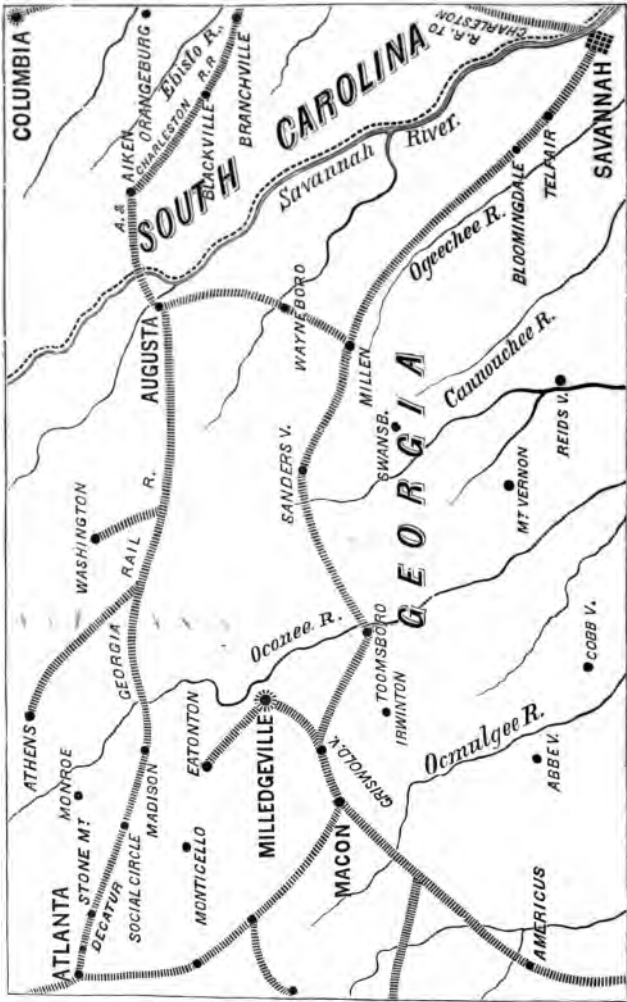 COLUMBIA
ORANGEBURG
Ebisto R.
BRANCHVILLE
BLACKVILLE
AIKEN
A. & CHARLESTON R.R
R.R. TO
CHARLESTON
SOUTH CAROLINA
Savannah River.
SAVANNAH
TELFAIR
BLOOMINGDALE
Ogeechee R.
Cannouchee R.
AUGUSTA
WAYNEBORO
MILLEN
SWANSB.
REIDS V.
MT VERNON
SANDERS V.
GEORGIA
WASHINGTON
GEORGIA RAIL R.
ATHENS
MONROE
Oconee R.
TOOMSBORO
IRWINTON
COBB V.
ABBE V.
Ocmulgee R.
EATONTON
MILLEDGEVILLE
GRISWOLD.V.
MACON
MADISON
MONTICELLO
SOCIAL CIRCLE
STONE MT
DECATUR
ATLANTA
AMERICUS